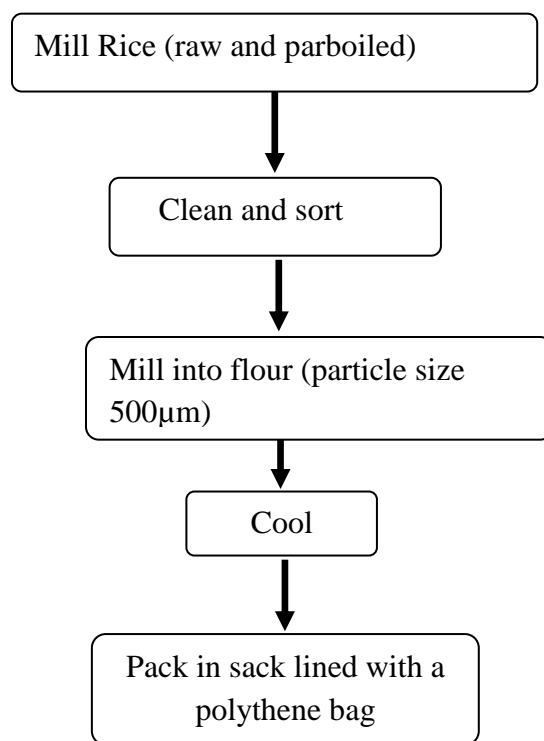 Mill Rice (raw and parboiled)
Clean and sort
Mill into flour (particle size
500µm)
Cool
Pack in sack lined with a
polythene bag